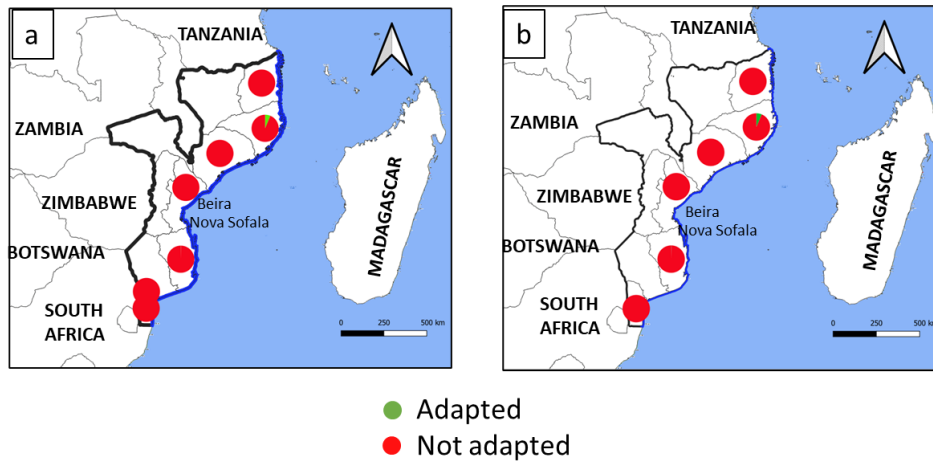 a
TANZANIA
ZAMBIA
ZIMBABWE
Beira
Nova Sofala
BOTSWANA
SOUTH
AFRICA
MADAGASCAR
0 250 500 km
b
TANZANIA
ZAMBIA
ZIMBABWE
Beira
Nova Sofala
BOTSWANA
SOUTH
AFRICA
MADAGASCAR
0 250 500 km
Adapted
Not adapted